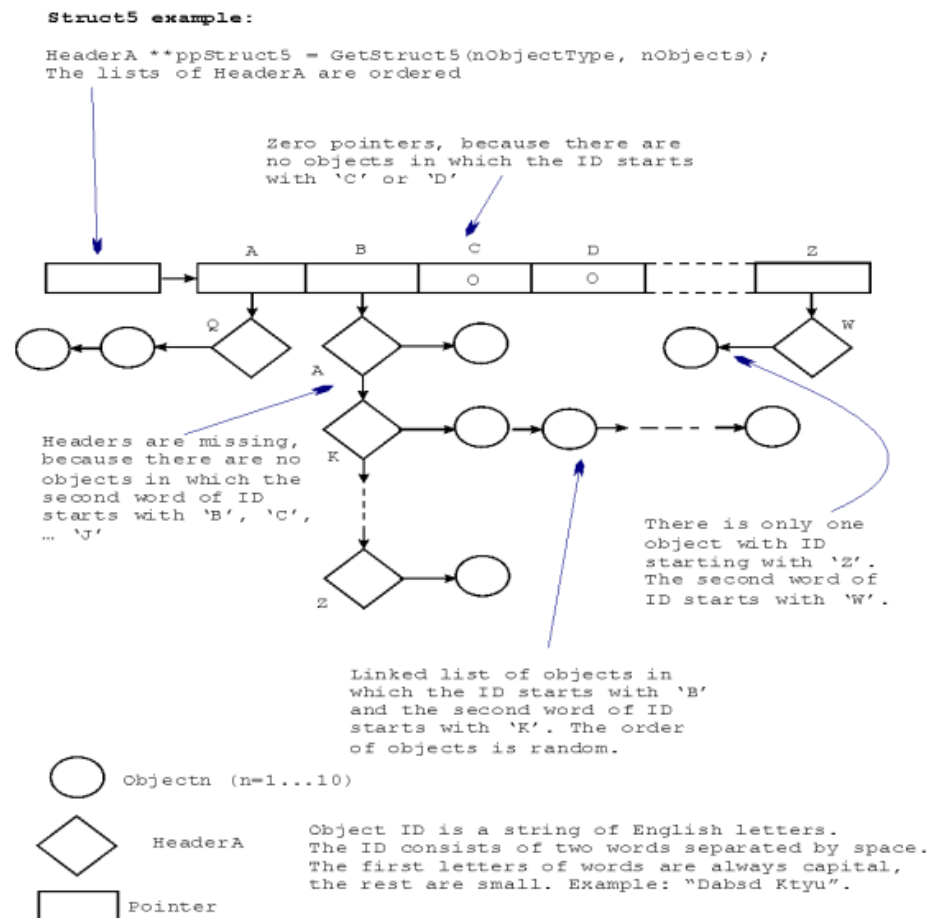 Struct5 example:
HeaderA **ppStruct5 = GetStruct5(nObjectType, nObjects);
The lists of HeaderA are ordered
Zero pointers, because there are
no objects in which the ID starts
with ‘C’ or ‘D’
A B C D Z
Q W
A
K
Headers are missing,
because there are no
objects in which the
second word of ID
starts with ‘B’, ‘C’,
… ‘J’
There is only one
object with ID
starting with ‘Z’.
The second word of
ID starts with ‘W’.
Z
Linked list of objects in
which the ID starts with ‘B’
and the second word of ID
starts with ‘K’. The order
of objects is random.
Objectn (n=1...10)
HeaderA
Object ID is a string of English letters.
The ID consists of two words separated by space.
The first letters of words are always capital,
the rest are small. Example: “Dabsd Ktyu”.
Pointer